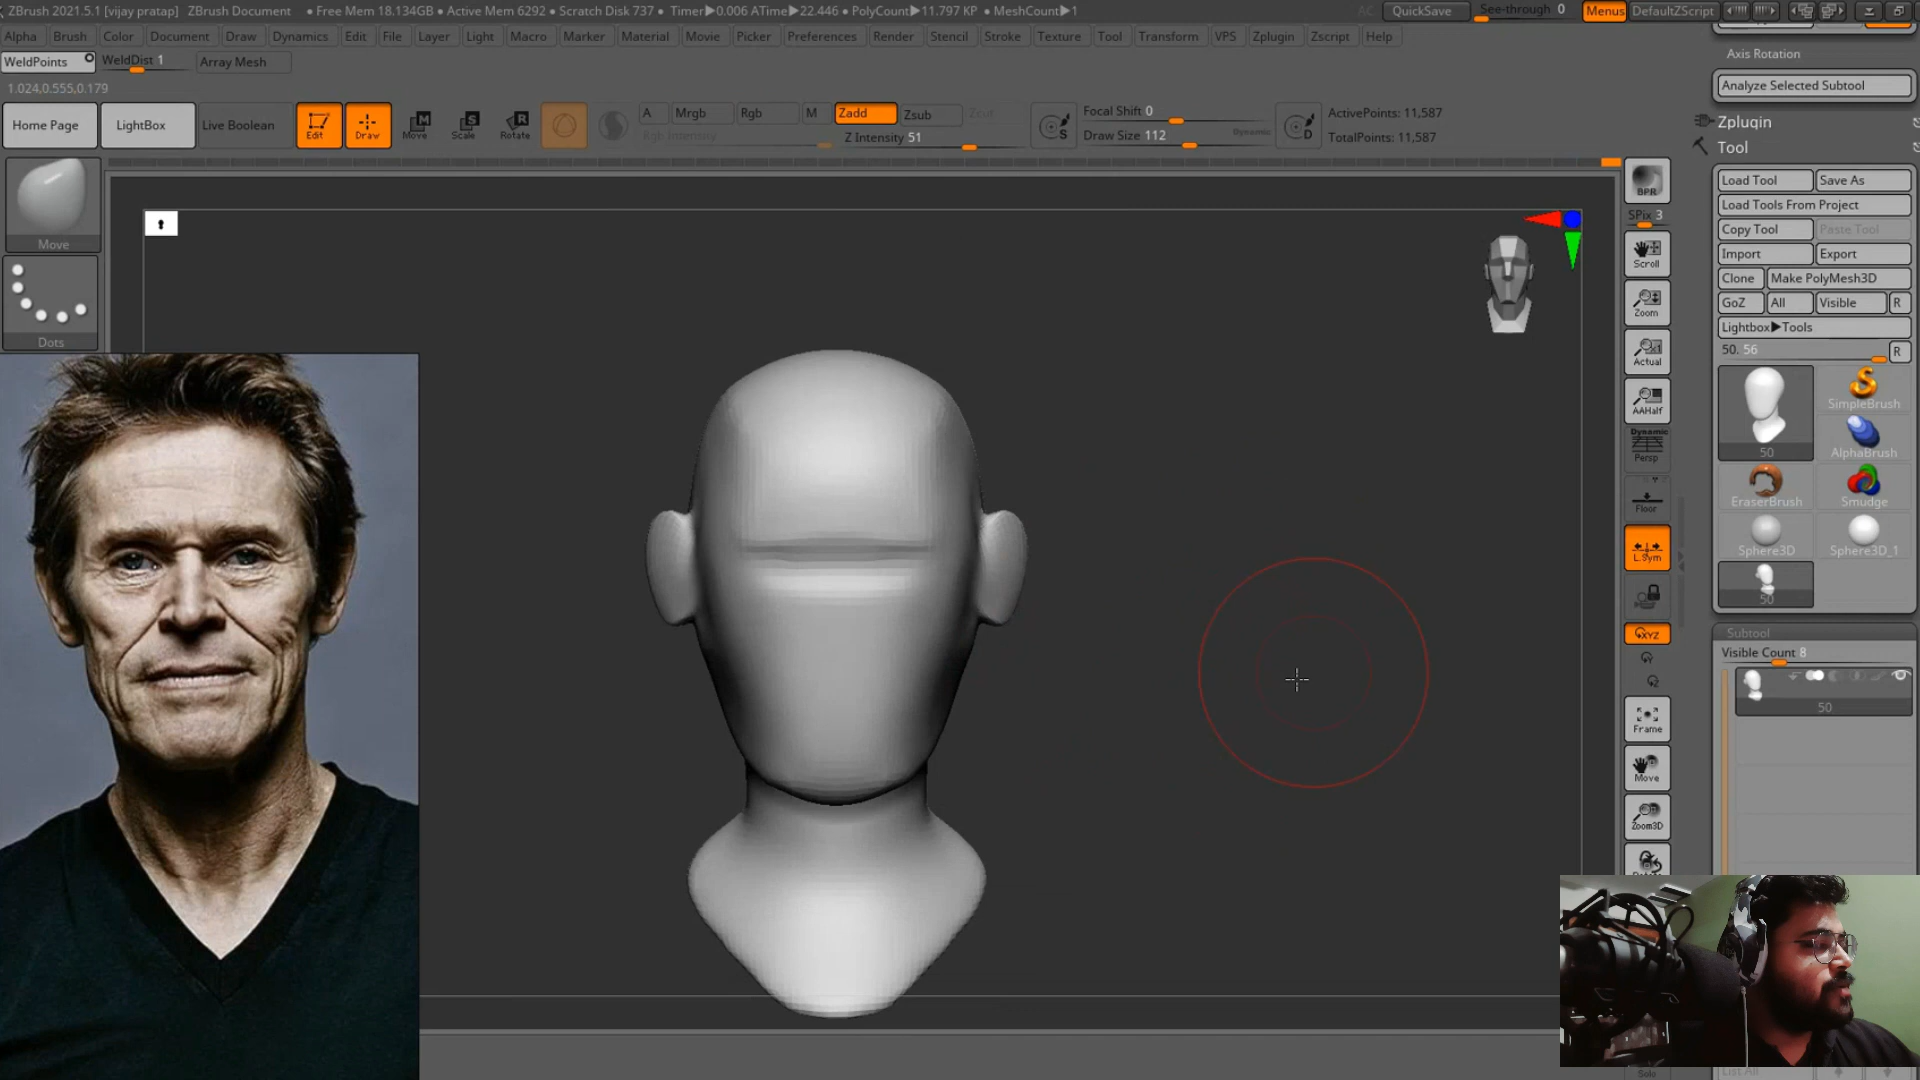 ZBrush 2021.5.1 [vijay pratap] ZBrush Document ● Free Mem 18.134GB ● Active Mem 6292 ● Scratch Disk 737 ● Timer▶0.006 ATime▶22.446 ● PolyCount▶11.797 KP ● MeshCount▶1 AC QuickSave See-through 0 Menus DefaultZScript
Alpha Brush Color Document Draw Dynamics Edit File Layer Light Macro Marker Material Movie Picker Preferences Render Stencil Stroke Texture Tool Transform VPS Zplugin Zscript Help
WeldPoints WeldDist 1 Array Mesh
1.024,0.555,0.179
Home Page LightBox Live Boolean Edit Draw Move Scale Rotate A Mrgb Rgb M Zadd Zsub Zcut
Rgb Intensity Z Intensity 51
Focal Shift 0
Draw Size 112 Dynamic
ActivePoints: 11,587
TotalPoints: 11,587
Move
Dots
BPR
SPix 3
Scroll
Zoom
Actual
AAHalf
Dynamic
Persp
Floor
L.Sym
XYZ
Frame
Move
Zoom3D
Solo
Axis Rotation
Analyze Selected Subtool
Zplugin
Tool
Load Tool Save As
Load Tools From Project
Copy Tool Paste Tool
Import Export
Clone Make PolyMesh3D
GoZ All Visible R
Lightbox▶Tools
50. 56 R
50
SimpleBrush
AlphaBrush
EraserBrush
Smudge
Sphere3D
Sphere3D_1
50
Subtool
Visible Count 8
50
List All